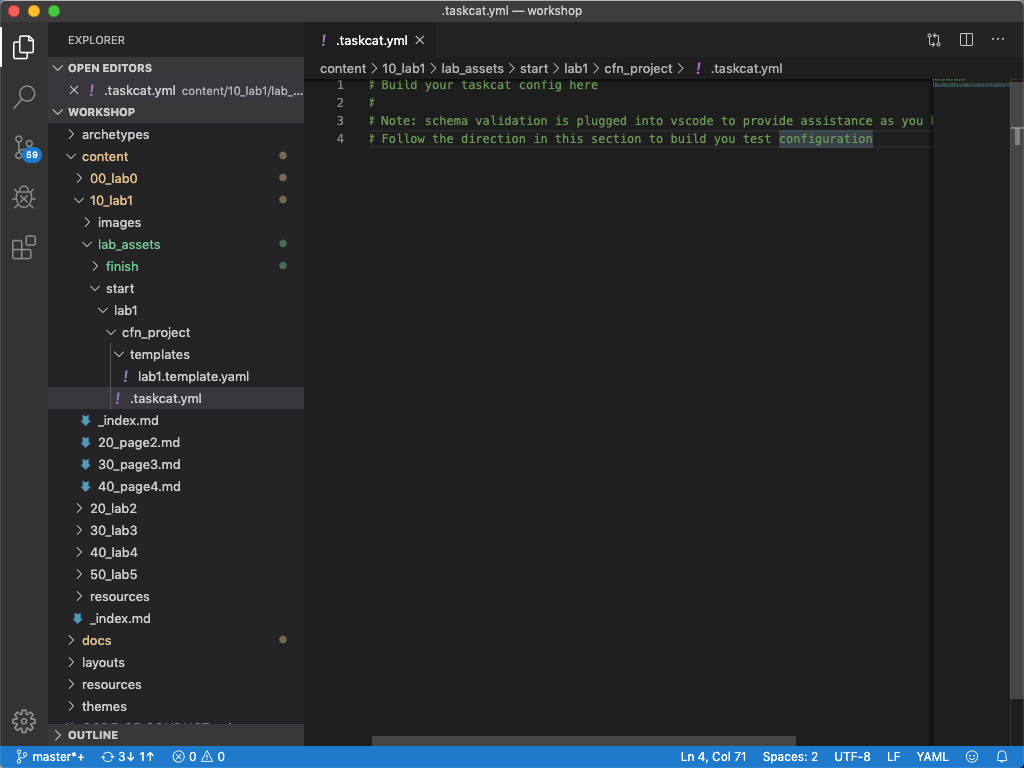 .taskcat.yml — workshop
EXPLORER
.taskcat.yml
OPEN EDITORS
.taskcat.yml content/10_lab1/lab_...
content > 10_lab1 > lab_assets > start > lab1 > cfn_project > ! .taskcat.yml
WORKSHOP
archetypes
content
00_lab0
10_lab1
images
lab_assets
finish
start
lab1
cfn_project
templates
lab1.template.yaml
.taskcat.yml
_index.md
20_page2.md
30_page3.md
40_page4.md
20_lab2
30_lab3
40_lab4
50_lab5
resources
_index.md
docs
layouts
resources
themes
OUTLINE
1 # Build your taskcat config here
2 #
3 # Note: schema validation is plugged into vscode to provide assistance as you
4 # Follow the direction in this section to build you test configuration
59
master*+ 3↓ 1↑ 0 0 Ln 4, Col 71 Spaces: 2 UTF-8 LF YAML